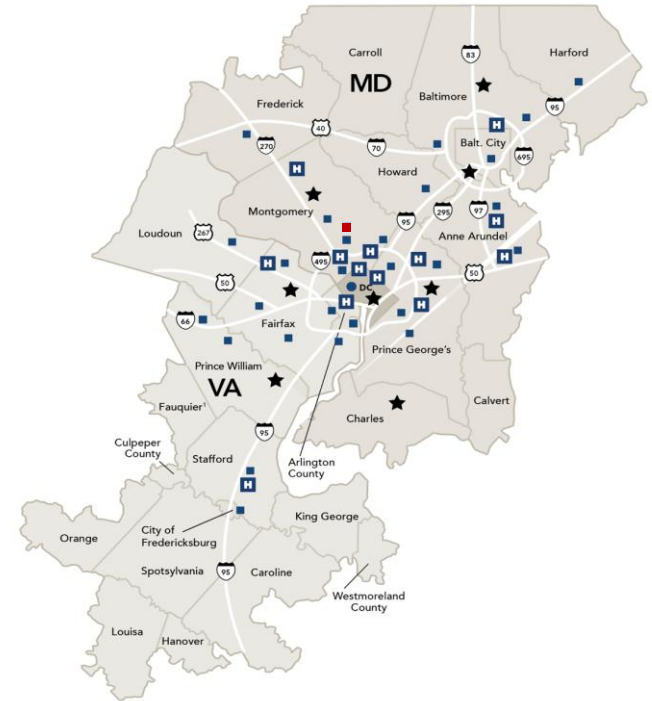 Carroll
83
Harford
MD
Baltimore
95
Frederick
40
270
70
Balt. City
H
695
Howard
H
Montgomery
95
295
97
H
Anne Arundel
Loudoun
267
495
H
H
H
H
H
H
50
50
H
DC
H
H
66
Fairfax
Prince George's
Prince William
VA
Calvert
Fauquier¹
Charles
95
Culpeper
County
Stafford
Arlington
County
H
King George
Orange
City of
Fredericksburg
Spotsylvania
95
Caroline
Westmoreland
County
Louisa
Hanover